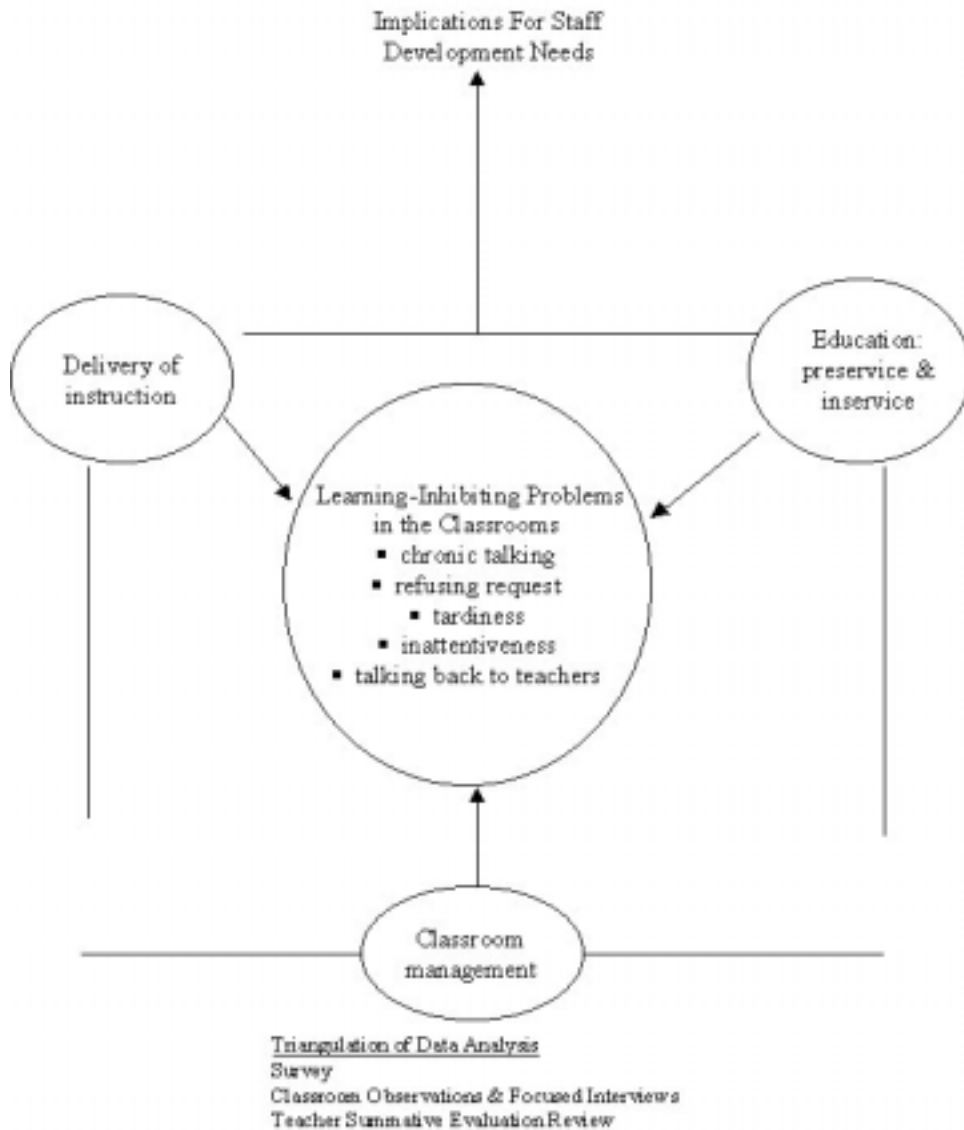 Implications For Staff
Development Needs
Delivery of
instruction
Education:
preservice &
inservice
Learning-Inhibiting Problems
in the Classrooms
▪ chronic talking
▪ refusing request
▪ tardiness
▪ inattentiveness
▪ talking back to teachers
Classroom
management
Triangulation of Data Analysis
Survey
Classroom Observations & Focused Interviews
Teacher Summative Evaluation Review